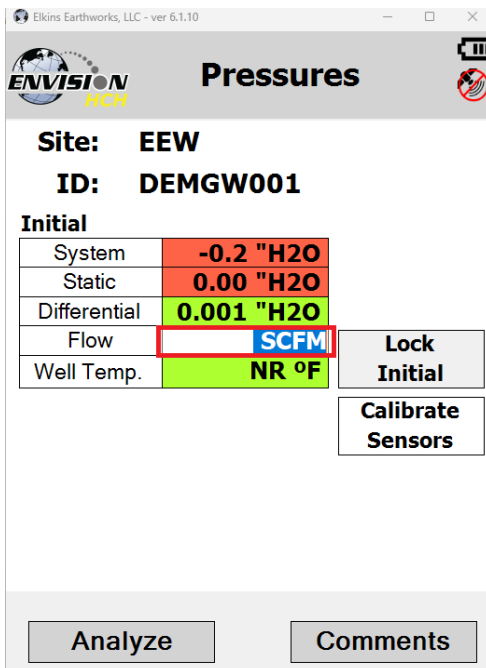 Elkins Earthworks, LLC - ver 6.1.10
ENVISION
HCH
Pressures
Site: EEW
ID: DEMGW001
Initial
System -0.2 "H2O
Static 0.00 "H2O
Differential 0.001 "H2O
Flow SCFM
Well Temp. NR ºF
Lock
Initial
Calibrate
Sensors
Analyze
Comments